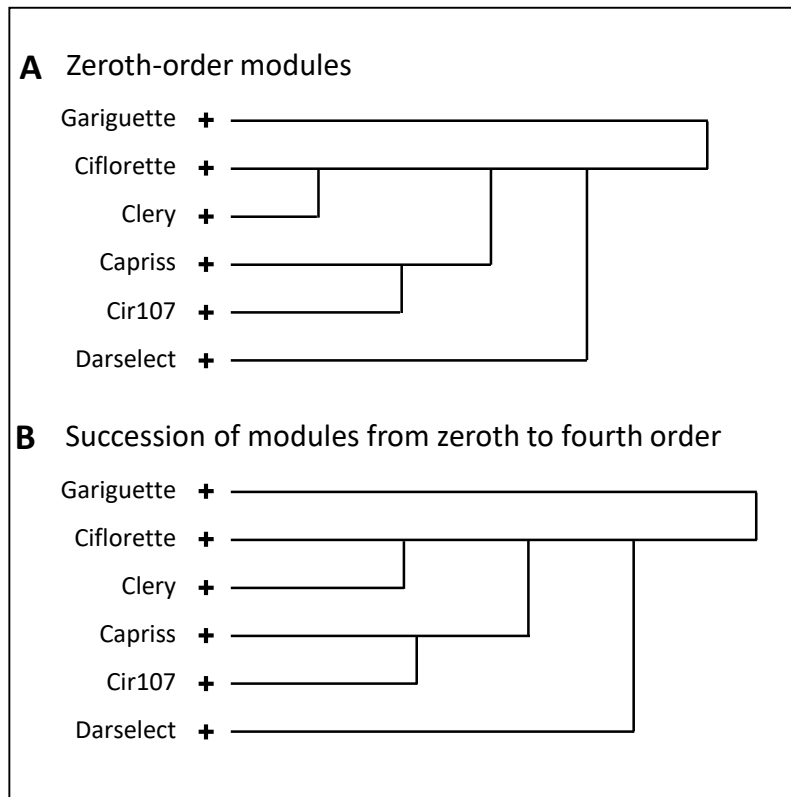 A Zeroth-order modules
Gariguette +
Ciflorette +
Clery +
Capriss +
Cir107 +
Darselect +
B Succession of modules from zeroth to fourth order
Gariguette +
Ciflorette +
Clery +
Capriss +
Cir107 +
Darselect +